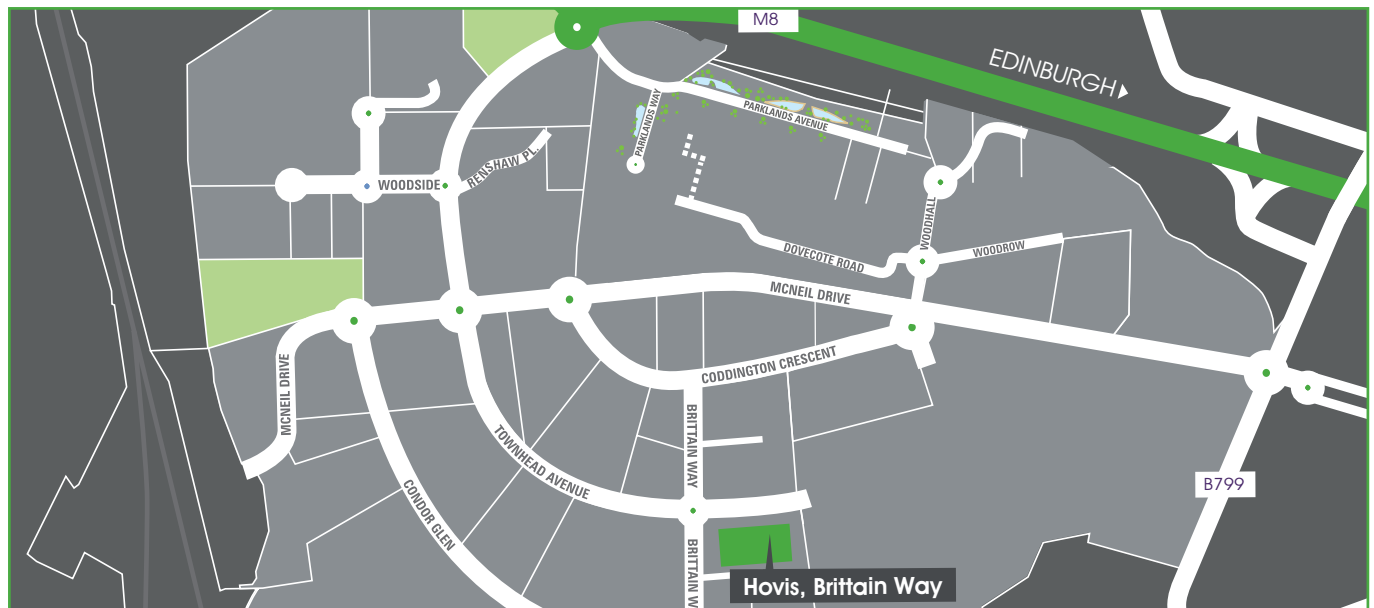 M8
EDINBURGH
PARKLANDS WAY
PARKLANDS AVENUE
RENSHAW PL.
WOODSIDE
WOODHALL
WOODROW
DOVECOTE ROAD
MCNEIL DRIVE
CODDINGTON CRESCENT
MCNEIL DRIVE
BRITTAIN WAY
TOWNHEAD AVENUE
CONDOR GLEN
B799
BRITTAIN W
Hovis, Brittain Way